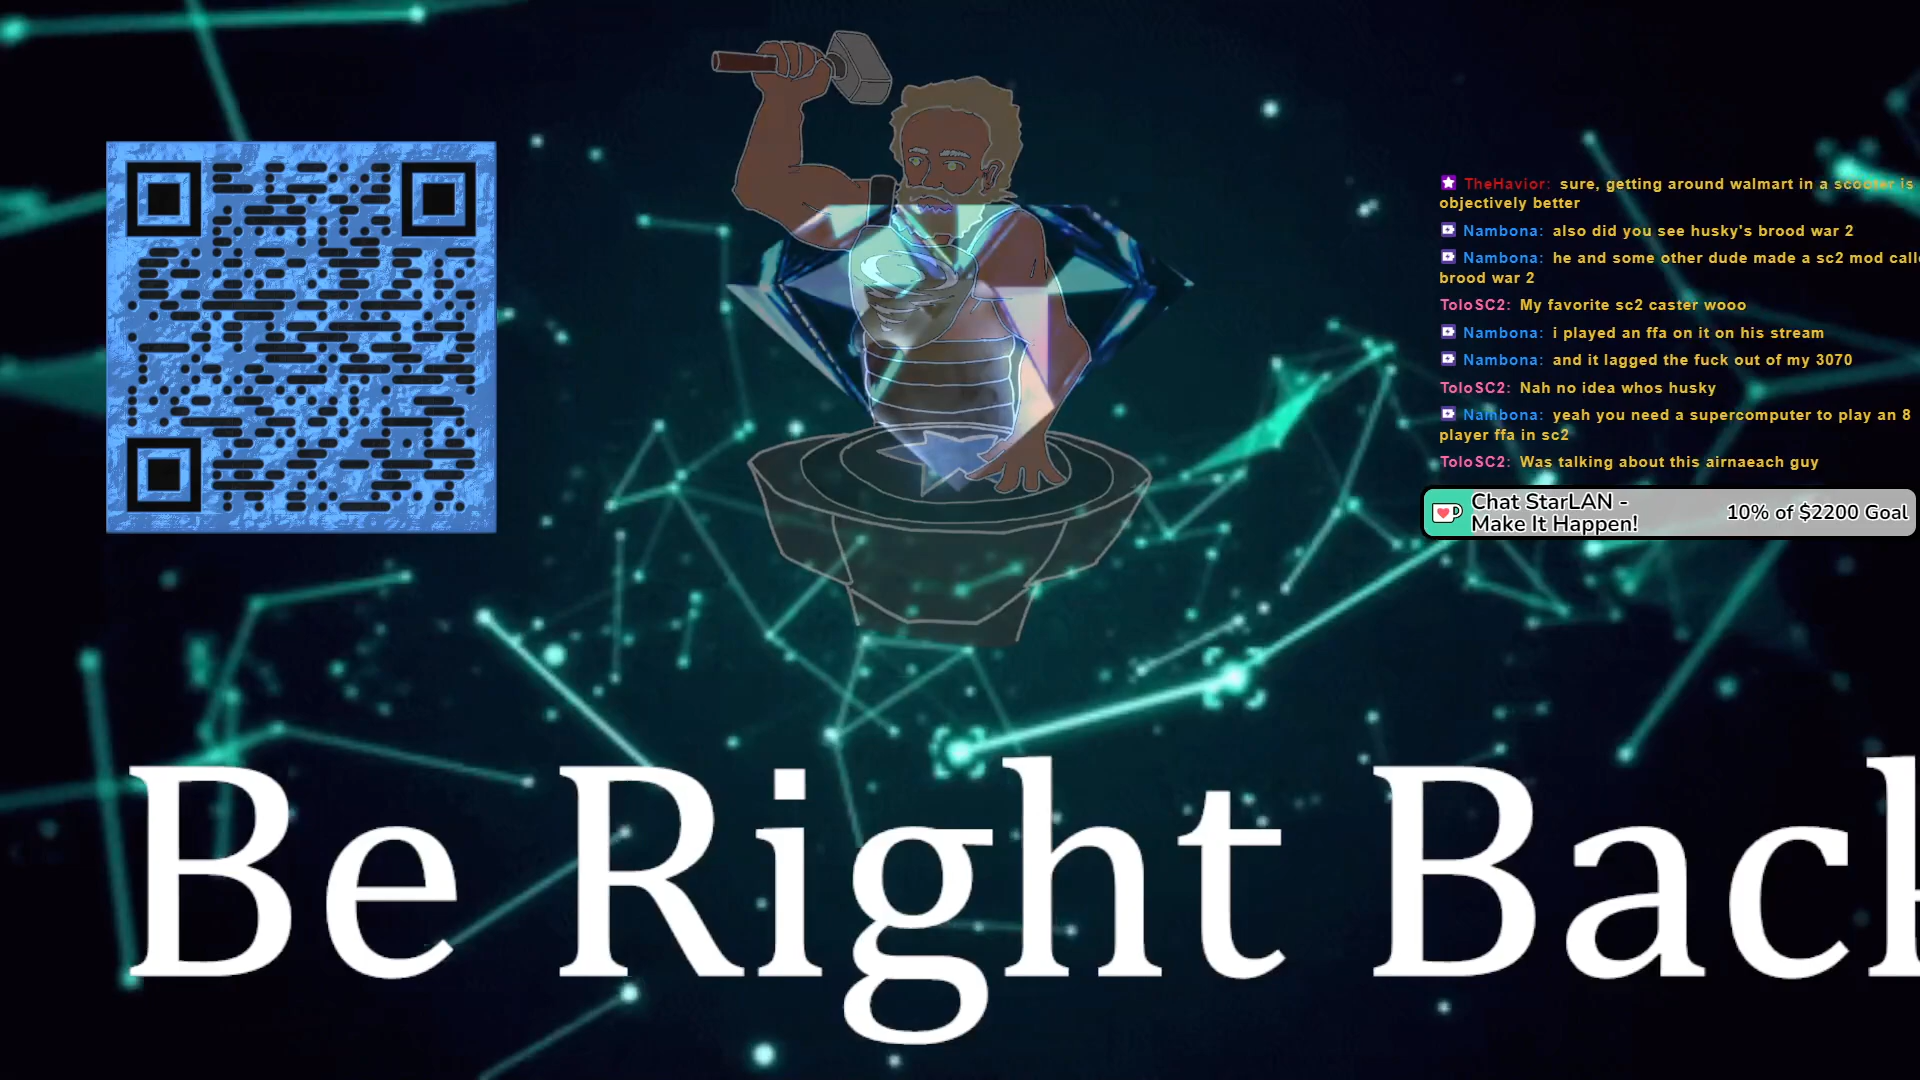 TheHavior: sure, getting around walmart in a scooter is
objectively better
Nambona: also did you see husky's brood war 2
Nambona: he and some other dude made a sc2 mod calle
brood war 2
ToloSC2: My favorite sc2 caster wooo
Nambona: i played an ffa on it on his stream
Nambona: and it lagged the fuck out of my 3070
ToloSC2: Nah no idea whos husky
Nambona: yeah you need a supercomputer to play an 8
player ffa in sc2
ToloSC2: Was talking about this airnaeach guy
Chat StarLAN -
Make It Happen!
10% of $2200 Goal
Be Right Back